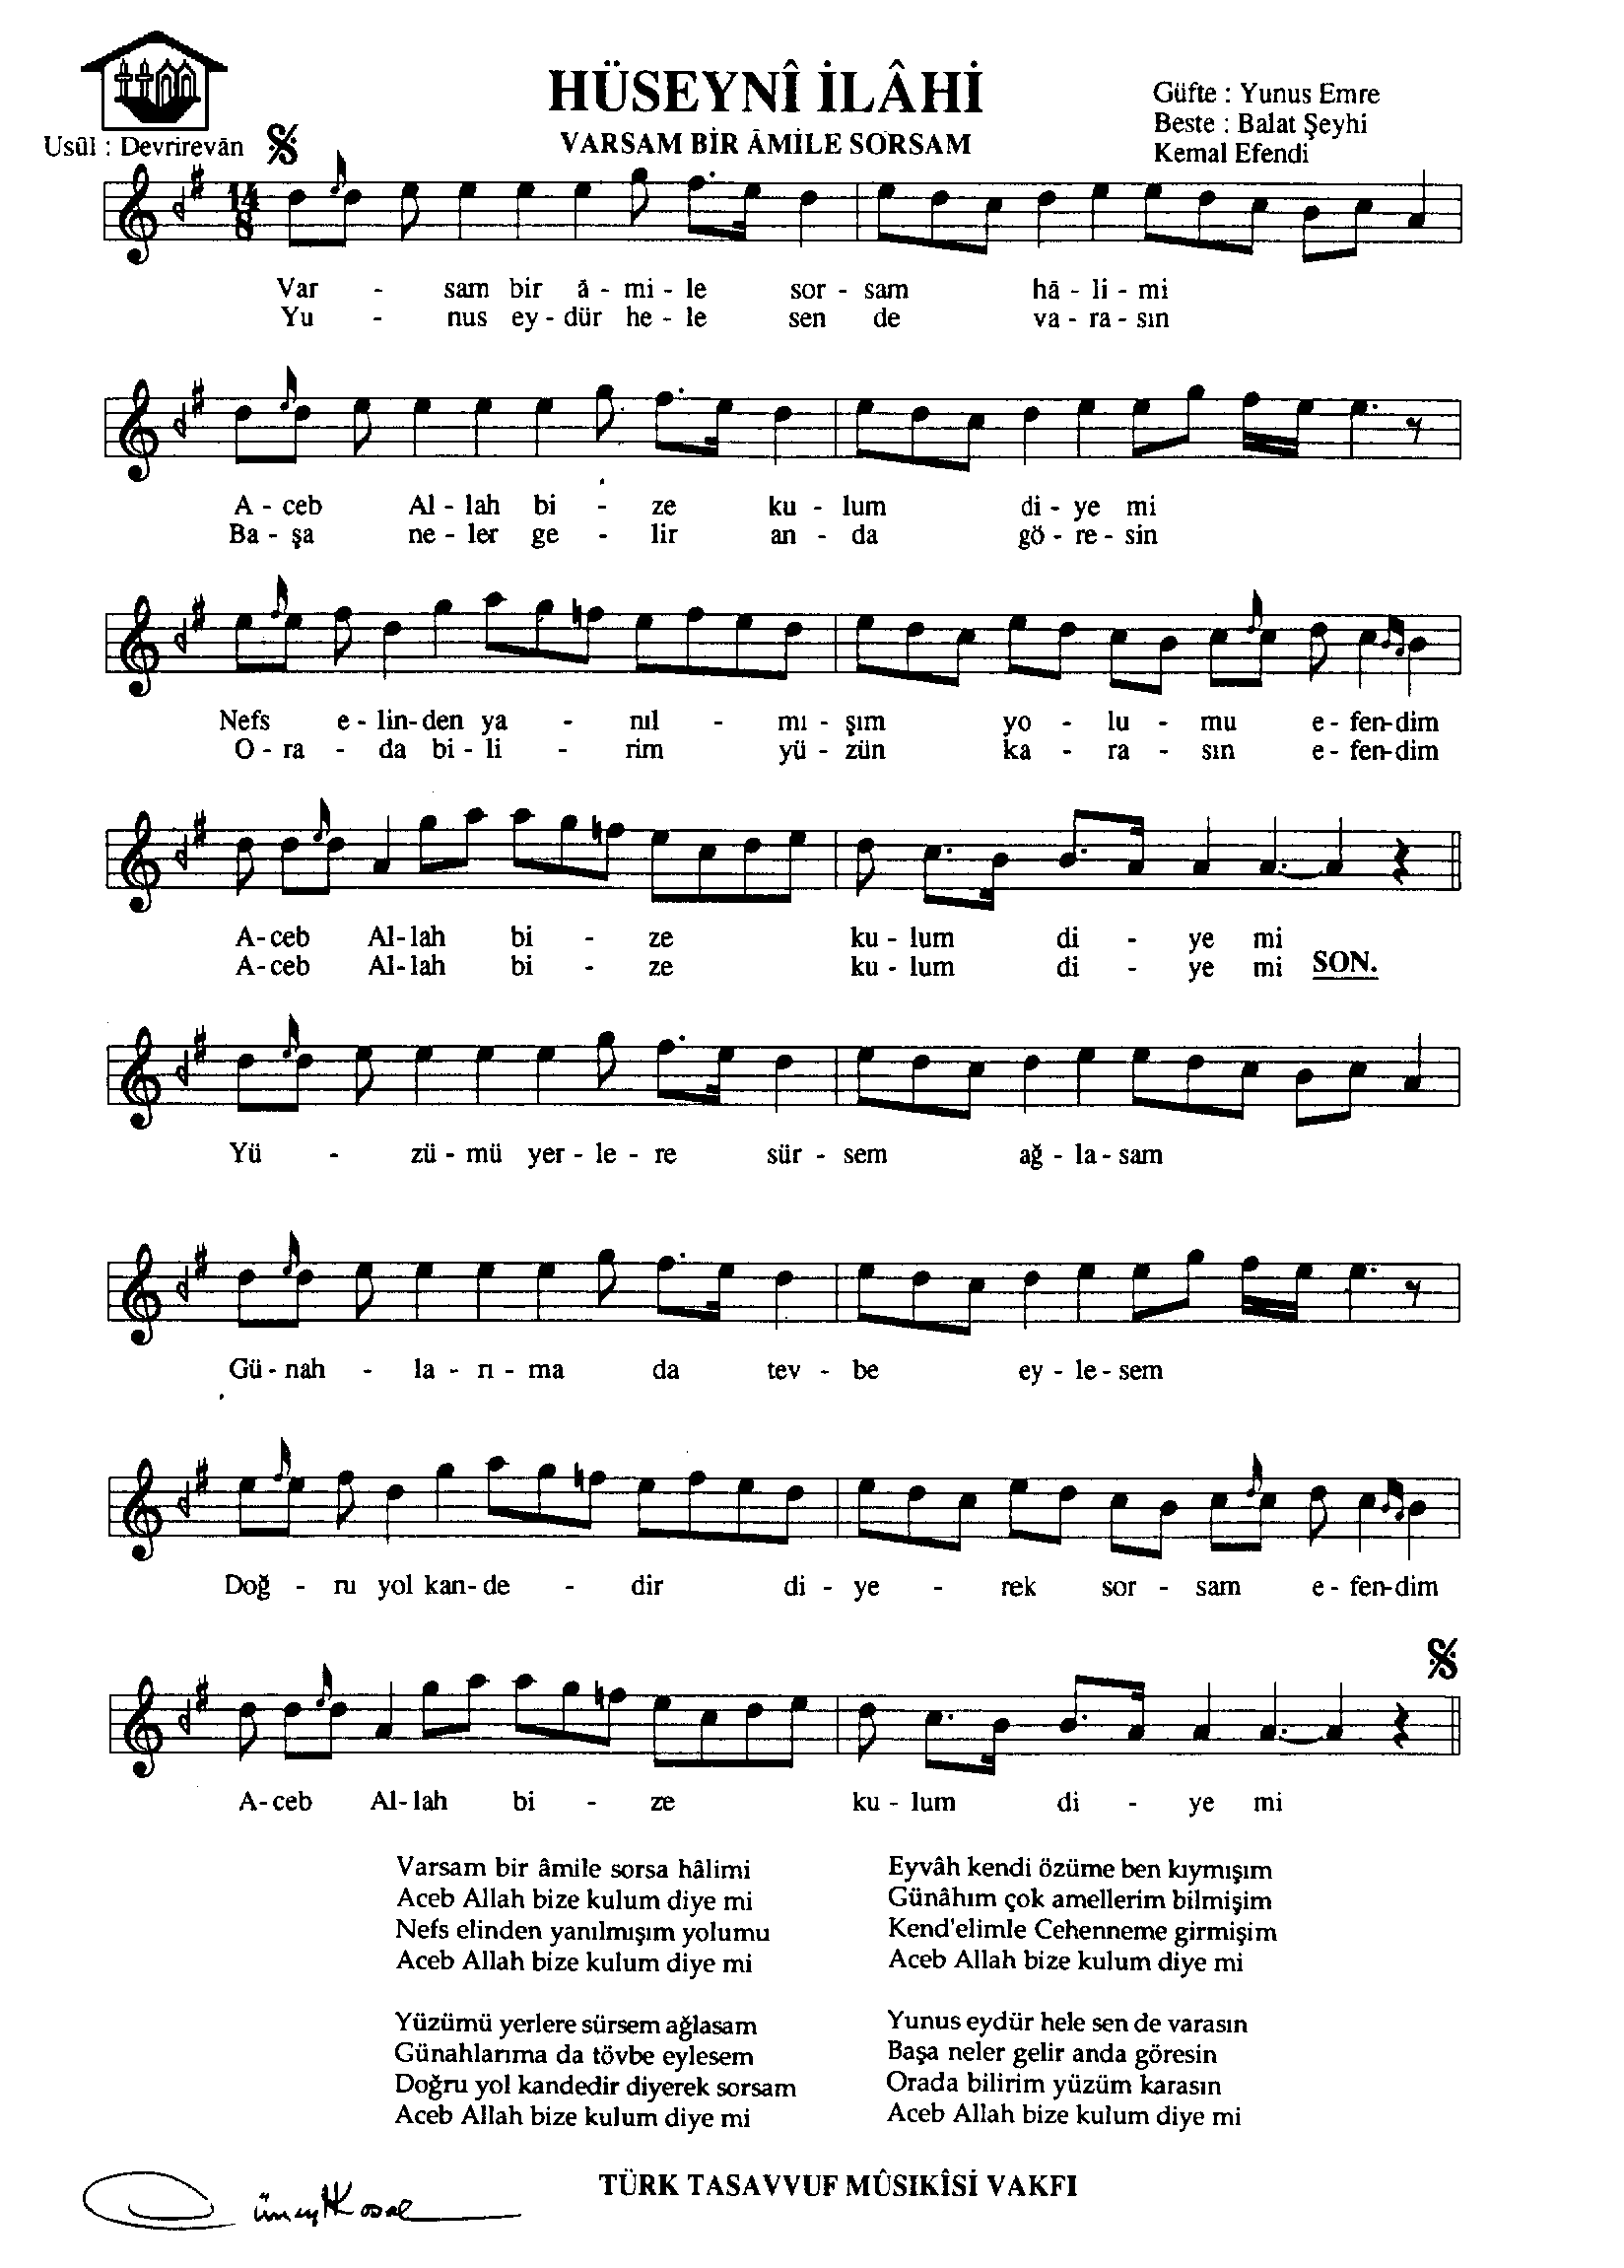 HÜSEYNÎ İLÂHİ
VARSAM BİR ÂMİLE SORSAM
Güfte : Yunus Emre
Beste : Balat Şeyhi
Kemal Efendi
Usûl : Devrirevân
14
8
Var - sam bir â - mi - le sor - sam hâ - li - mi
Yu - nus ey - dür he - le sen de va - ra - sın
A - ceb Al - lah bi - ze ku - lum di - ye mi
Ba - şa ne - ler ge - lir an - da gö - re - sin
Nefs e - lin - den ya - nıl - mı - şım yo - lu - mu e - fen - dim
O - ra - da bi - li - rim yü - zün ka - ra - sın e - fen - dim
A - ceb Al - lah bi - ze ku - lum di - ye mi
A - ceb Al - lah bi - ze ku - lum di - ye mi SON.
Yü - zü - mü yer - le - re sür - sem ağ - la - sam
Gü - nah - la - rı - ma da tev - be ey - le - sem
Doğ - ru yol kan - de - dir di - ye - rek sor - sam e - fen - dim
A - ceb Al - lah bi - ze ku - lum di - ye mi
Varsam bir âmile sorsa hâlimi
Aceb Allah bize kulum diye mi
Nefs elinden yanılmışım yolumu
Aceb Allah bize kulum diye mi
Yüzümü yerlere sürsem ağlasam
Günahlarıma da tövbe eylesem
Doğru yol kandedir diyerek sorsam
Aceb Allah bize kulum diye mi
Eyvâh kendi özüme ben kıymışım
Günâhım çok amellerim bilmişim
Kend'elimle Cehenneme girmişim
Aceb Allah bize kulum diye mi
Yunus eydür hele sen de varasın
Başa neler gelir anda göresin
Orada bilirim yüzüm karasın
Aceb Allah bize kulum diye mi
TÜRK TASAVVUF MÛSIKÎSİ VAKFI